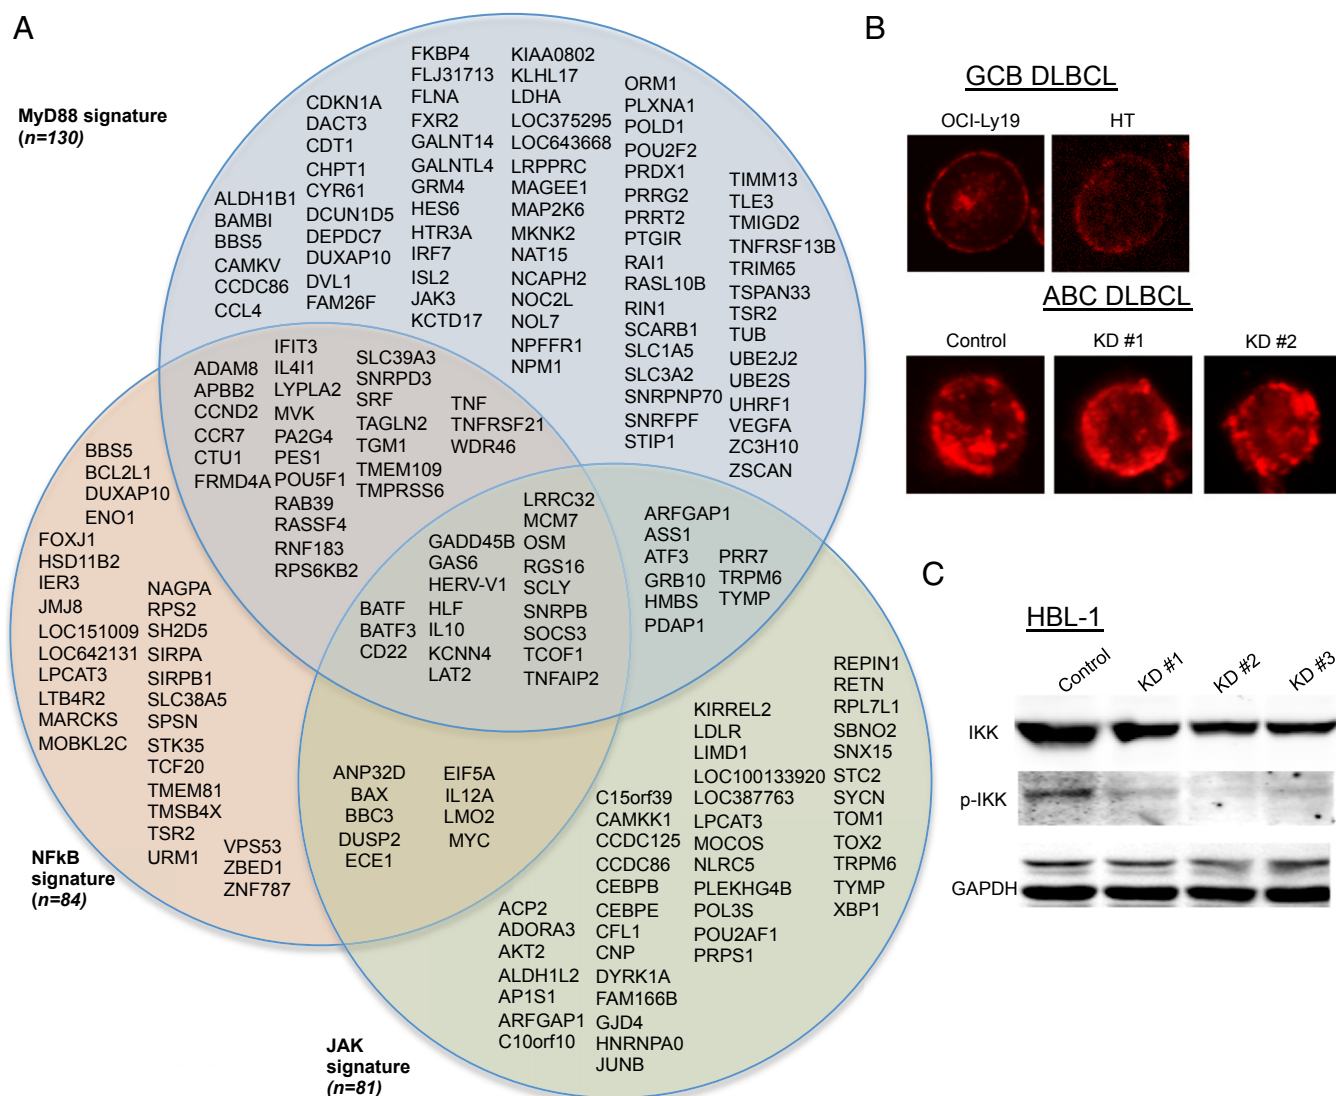 A
MyD88 signature
(n=130)
ALDH1B1
BAMBI
BBS5
CAMKV
CCDC86
CCL4
CDKN1A
DACT3
CDT1
CHPT1
CYR61
DCUN1D5
DEPDC7
DUXAP10
DVL1
FAM26F
FKBP4
FLJ31713
FLNA
FXR2
GALNT14
GALNTL4
GRM4
HES6
HTR3A
IRF7
ISL2
JAK3
KCTD17
KIAA0802
KLHL17
LDHA
LOC375295
LOC643668
LRPPRC
MAGEE1
MAP2K6
MKNK2
NAT15
NCAPH2
NOC2L
NOL7
NPFFR1
NPM1
ORM1
PLXNA1
POLD1
POU2F2
PRDX1
PRRG2
PRRT2
PTGIR
RAI1
RASL10B
RIN1
SCARB1
SLC1A5
SLC3A2
SNRPNP70
SNRFPF
STIP1
TIMM13
TLE3
TMIGD2
TNFRSF13B
TRIM65
TSPAN33
TSR2
TUB
UBE2J2
UBE2S
UHRF1
VEGFA
ZC3H10
ZSCAN
ADAM8
APBB2
CCND2
CCR7
CTU1
FRMD4A
IFIT3
IL4I1
LYPLA2
MVK
PA2G4
PES1
POU5F1
RAB39
RASSF4
RNF183
RPS6KB2
SLC39A3
SNRPD3
SRF
TAGLN2
TGM1
TMEM109
TMPRSS6
TNF
TNFRSF21
WDR46
BBS5
BCL2L1
DUXAP10
ENO1
FOXJ1
HSD11B2
IER3
JMJ8
LOC151009
LOC642131
LPCAT3
LTB4R2
MARCKS
MOBKL2C
NAGPA
RPS2
SH2D5
SIRPA
SIRPB1
SLC38A5
SPSN
STK35
TCF20
TMEM81
TMSB4X
TSR2
URM1
VPS53
ZBED1
ZNF787
NFkB
signature
(n=84)
BATF
BATF3
CD22
GADD45B
GAS6
HERV-V1
HLF
IL10
KCNN4
LAT2
LRRC32
MCM7
OSM
RGS16
SCLY
SNRPB
SOCS3
TCOF1
TNFAIP2
ARFGAP1
ASS1
ATF3
GRB10
HMBS
PDAP1
PRR7
TRPM6
TYMP
ANP32D
BAX
BBC3
DUSP2
ECE1
EIF5A
IL12A
LMO2
MYC
ACP2
ADORA3
AKT2
ALDH1L2
AP1S1
ARFGAP1
C10orf10
C15orf39
CAMKK1
CCDC125
CCDC86
CEBPB
CEBPE
CFL1
CNP
DYRK1A
FAM166B
GJD4
HNRNPA0
JUNB
KIRREL2
LDLR
LIMD1
LOC100133920
LOC387763
LPCAT3
MOCOS
NLRC5
PLEKHG4B
POL3S
POU2AF1
PRPS1
REPIN1
RETN
RPL7L1
SBNO2
SNX15
STC2
SYCN
TOM1
TOX2
TRPM6
TYMP
XBP1
JAK
signature
(n=81)
B
GCB DLBCL
OCI-Ly19 HT
ABC DLBCL
Control KD #1 KD #2
C
HBL-1
Control KD #1 KD #2 KD #3
IKK
p-IKK
GAPDH